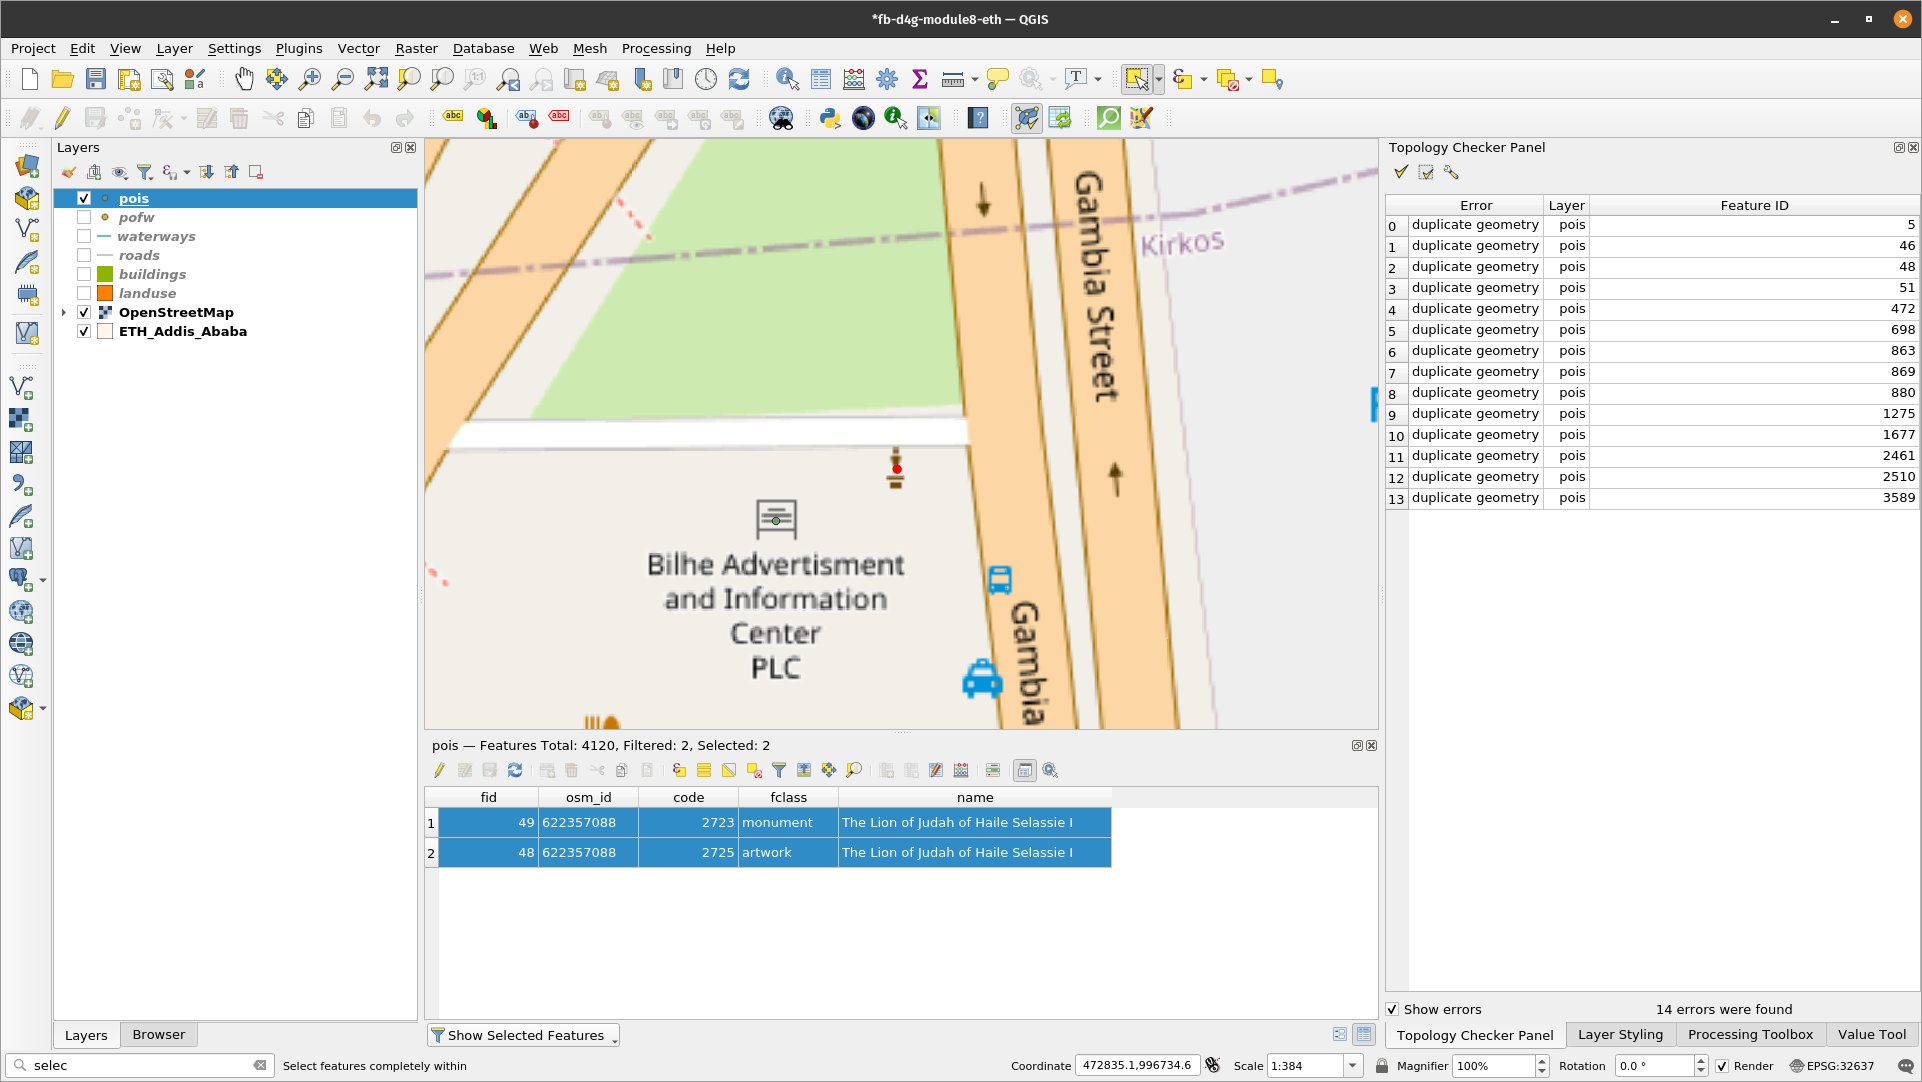 *fb-d4g-module8-eth — QGIS
Project Edit View Layer Settings Plugins Vector Raster Database Web Mesh Processing Help
Layers
pois
pofw
waterways
roads
buildings
landuse
OpenStreetMap
ETH_Addis_Ababa
Layers Browser
Kirkos
Gambia Street
Bilhe Advertisment
and Information
Center
PLC
Gambia
pois — Features Total: 4120, Filtered: 2, Selected: 2
fid osm_id code fclass name
1 49 622357088 2723 monument The Lion of Judah of Haile Selassie I
2 48 622357088 2725 artwork The Lion of Judah of Haile Selassie I
Show Selected Features
Topology Checker Panel
Error Layer Feature ID
0 duplicate geometry pois 5
1 duplicate geometry pois 46
2 duplicate geometry pois 48
3 duplicate geometry pois 51
4 duplicate geometry pois 472
5 duplicate geometry pois 698
6 duplicate geometry pois 863
7 duplicate geometry pois 869
8 duplicate geometry pois 880
9 duplicate geometry pois 1275
10 duplicate geometry pois 1677
11 duplicate geometry pois 2461
12 duplicate geometry pois 2510
13 duplicate geometry pois 3589
Show errors 14 errors were found
Topology Checker Panel Layer Styling Processing Toolbox Value Tool
selec Select features completely within Coordinate 472835.1,996734.6 Scale 1:384 Magnifier 100% Rotation 0.0 ° Render EPSG:32637